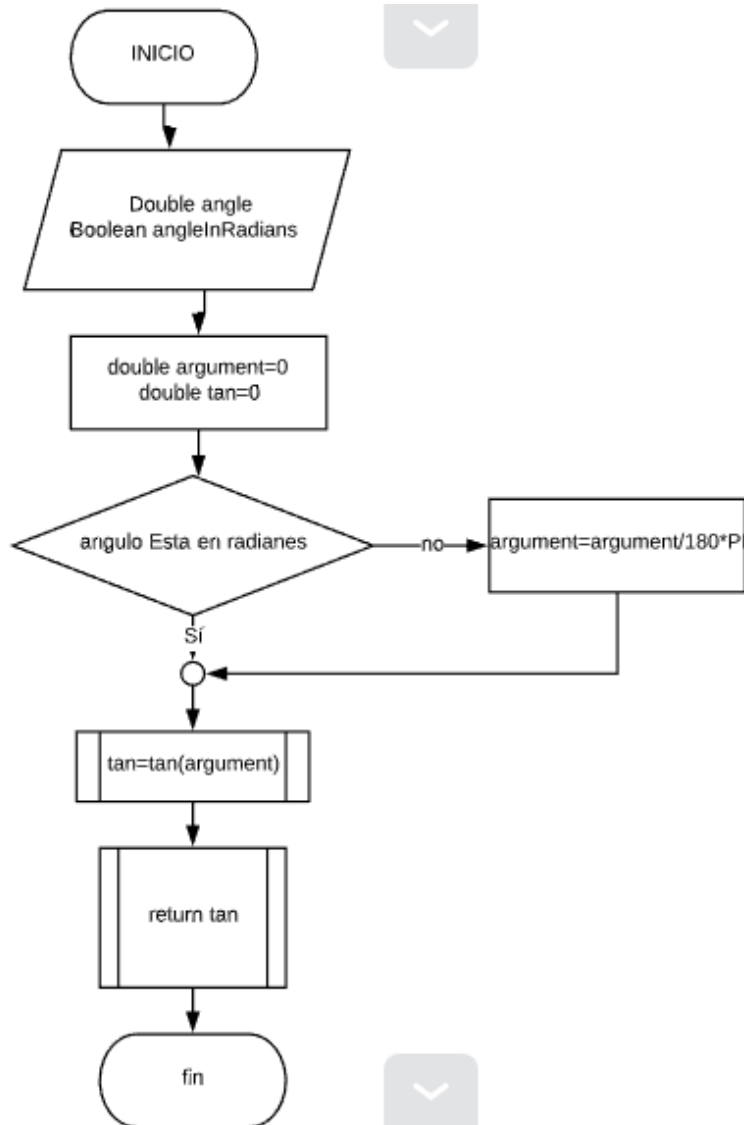 INICIO
Double angle
Boolean angleInRadians
double argument=0
double tan=0
angulo Esta en radianes
no
argument=argument/180*PI
Sí
tan=tan(argument)
return tan
fin